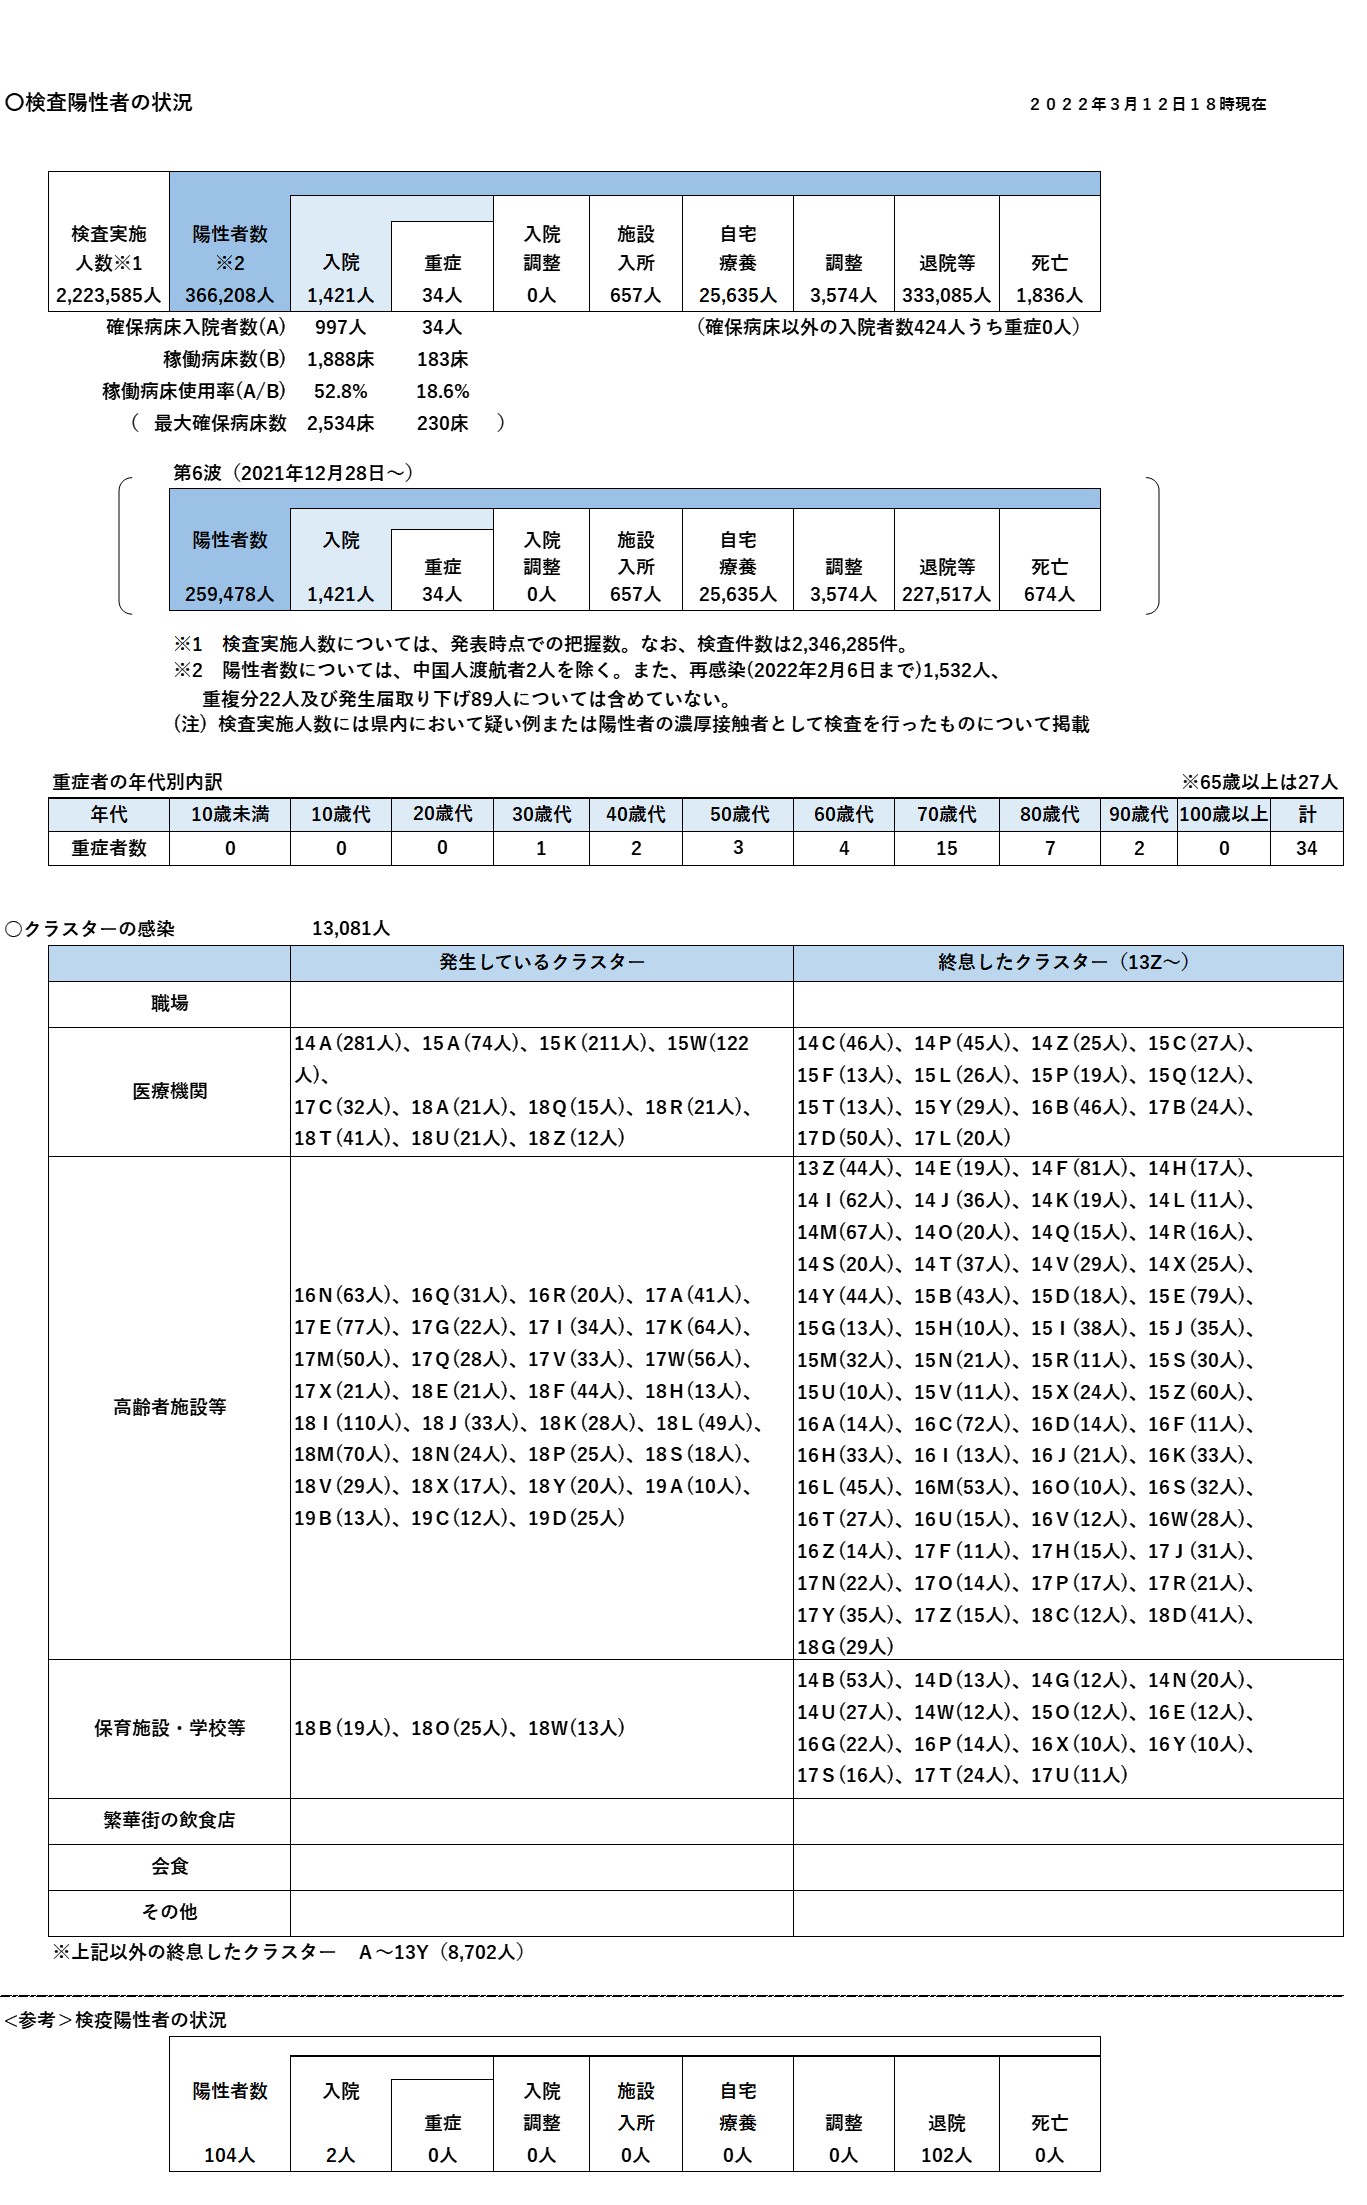 〇検査陽性者の状況
２０２２年３月１２日１８時現在
検査実施 陽性者数 入院 施設 自宅
人数※1 ※2 入院 重症 調整 入所 療養 調整 退院等 死亡
2,223,585人 366,208人 1,421人 34人 0人 657人 25,635人 3,574人 333,085人 1,836人
確保病床入院者数(A) 997人 34人 （確保病床以外の入院者数424人うち重症0人）
稼働病床数(B) 1,888床 183床
稼働病床使用率(A/B) 52.8% 18.6%
（ 最大確保病床数 2,534床 230床 ）
第6波（2021年12月28日～）
陽性者数 入院 入院 施設 自宅
重症 調整 入所 療養 調整 退院等 死亡
259,478人 1,421人 34人 0人 657人 25,635人 3,574人 227,517人 674人
※1　検査実施人数については、発表時点での把握数。なお、検査件数は2,346,285件。
※2　陽性者数については、中国人渡航者2人を除く。また、再感染(2022年2月6日まで)1,532人、
重複分22人及び発生届取り下げ89人については含めていない。
(注) 検査実施人数には県内において疑い例または陽性者の濃厚接触者として検査を行ったものについて掲載
重症者の年代別内訳 ※65歳以上は27人
年代 10歳未満 10歳代 20歳代 30歳代 40歳代 50歳代 60歳代 70歳代 80歳代 90歳代 100歳以上 計
重症者数 0 0 0 1 2 3 4 15 7 2 0 34
○クラスターの感染 13,081人
発生しているクラスター 終息したクラスター（13Z～）
職場
医療機関
14Ａ(281人)、15Ａ(74人)、15Ｋ(211人)、15Ｗ(122
人)、
17Ｃ(32人)、18Ａ(21人)、18Ｑ(15人)、18Ｒ(21人)、
18Ｔ(41人)、18Ｕ(21人)、18Ｚ(12人)
14Ｃ(46人)、14Ｐ(45人)、14Ｚ(25人)、15Ｃ(27人)、
15Ｆ(13人)、15Ｌ(26人)、15Ｐ(19人)、15Ｑ(12人)、
15Ｔ(13人)、15Ｙ(29人)、16Ｂ(46人)、17Ｂ(24人)、
17Ｄ(50人)、17Ｌ(20人)
高齢者施設等
16Ｎ(63人)、16Ｑ(31人)、16Ｒ(20人)、17Ａ(41人)、
17Ｅ(77人)、17Ｇ(22人)、17Ｉ(34人)、17Ｋ(64人)、
17Ｍ(50人)、17Ｑ(28人)、17Ｖ(33人)、17Ｗ(56人)、
17Ｘ(21人)、18Ｅ(21人)、18Ｆ(44人)、18Ｈ(13人)、
18Ｉ(110人)、18Ｊ(33人)、18Ｋ(28人)、18Ｌ(49人)、
18Ｍ(70人)、18Ｎ(24人)、18Ｐ(25人)、18Ｓ(18人)、
18Ｖ(29人)、18Ｘ(17人)、18Ｙ(20人)、19Ａ(10人)、
19Ｂ(13人)、19Ｃ(12人)、19Ｄ(25人)
13Ｚ(44人)、14Ｅ(19人)、14Ｆ(81人)、14Ｈ(17人)、
14Ｉ(62人)、14Ｊ(36人)、14Ｋ(19人)、14Ｌ(11人)、
14Ｍ(67人)、14Ｏ(20人)、14Ｑ(15人)、14Ｒ(16人)、
14Ｓ(20人)、14Ｔ(37人)、14Ｖ(29人)、14Ｘ(25人)、
14Ｙ(44人)、15Ｂ(43人)、15Ｄ(18人)、15Ｅ(79人)、
15Ｇ(13人)、15Ｈ(10人)、15Ｉ(38人)、15Ｊ(35人)、
15Ｍ(32人)、15Ｎ(21人)、15Ｒ(11人)、15Ｓ(30人)、
15Ｕ(10人)、15Ｖ(11人)、15Ｘ(24人)、15Ｚ(60人)、
16Ａ(14人)、16Ｃ(72人)、16Ｄ(14人)、16Ｆ(11人)、
16Ｈ(33人)、16Ｉ(13人)、16Ｊ(21人)、16Ｋ(33人)、
16Ｌ(45人)、16Ｍ(53人)、16Ｏ(10人)、16Ｓ(32人)、
16Ｔ(27人)、16Ｕ(15人)、16Ｖ(12人)、16Ｗ(28人)、
16Ｚ(14人)、17Ｆ(11人)、17Ｈ(15人)、17Ｊ(31人)、
17Ｎ(22人)、17Ｏ(14人)、17Ｐ(17人)、17Ｒ(21人)、
17Ｙ(35人)、17Ｚ(15人)、18Ｃ(12人)、18Ｄ(41人)、
18Ｇ(29人)
保育施設・学校等
18Ｂ(19人)、18Ｏ(25人)、18Ｗ(13人)
14Ｂ(53人)、14Ｄ(13人)、14Ｇ(12人)、14Ｎ(20人)、
14Ｕ(27人)、14Ｗ(12人)、15Ｏ(12人)、16Ｅ(12人)、
16Ｇ(22人)、16Ｐ(14人)、16Ｘ(10人)、16Ｙ(10人)、
17Ｓ(16人)、17Ｔ(24人)、17Ｕ(11人)
繁華街の飲食店
会食
その他
※上記以外の終息したクラスター　Ａ～13Y（8,702人）
<参考＞検疫陽性者の状況
陽性者数 入院 入院 施設 自宅
重症 調整 入所 療養 調整 退院 死亡
104人 2人 0人 0人 0人 0人 0人 102人 0人